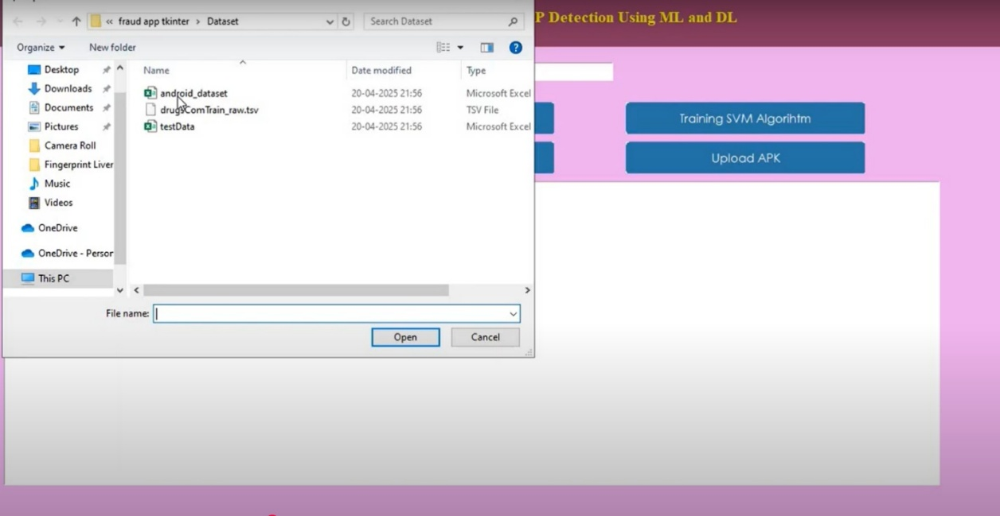 P Detection Using ML and DL
« fraud app tkinter > Dataset
Search Dataset
Organize
New folder
?
Name
Date modified
Type
Desktop
Downloads
Documents
Pictures
Camera Roll
Fingerprint Liver
Music
Videos
OneDrive
OneDrive - Person
This PC
android_dataset 20-04-2025 21:56 Microsoft Excel
drugsComTrain_raw.tsv 20-04-2025 21:56 TSV File
testData 20-04-2025 21:56 Microsoft Excel
File name:
Open
Cancel
Training SVM Algorihtm
Upload APK